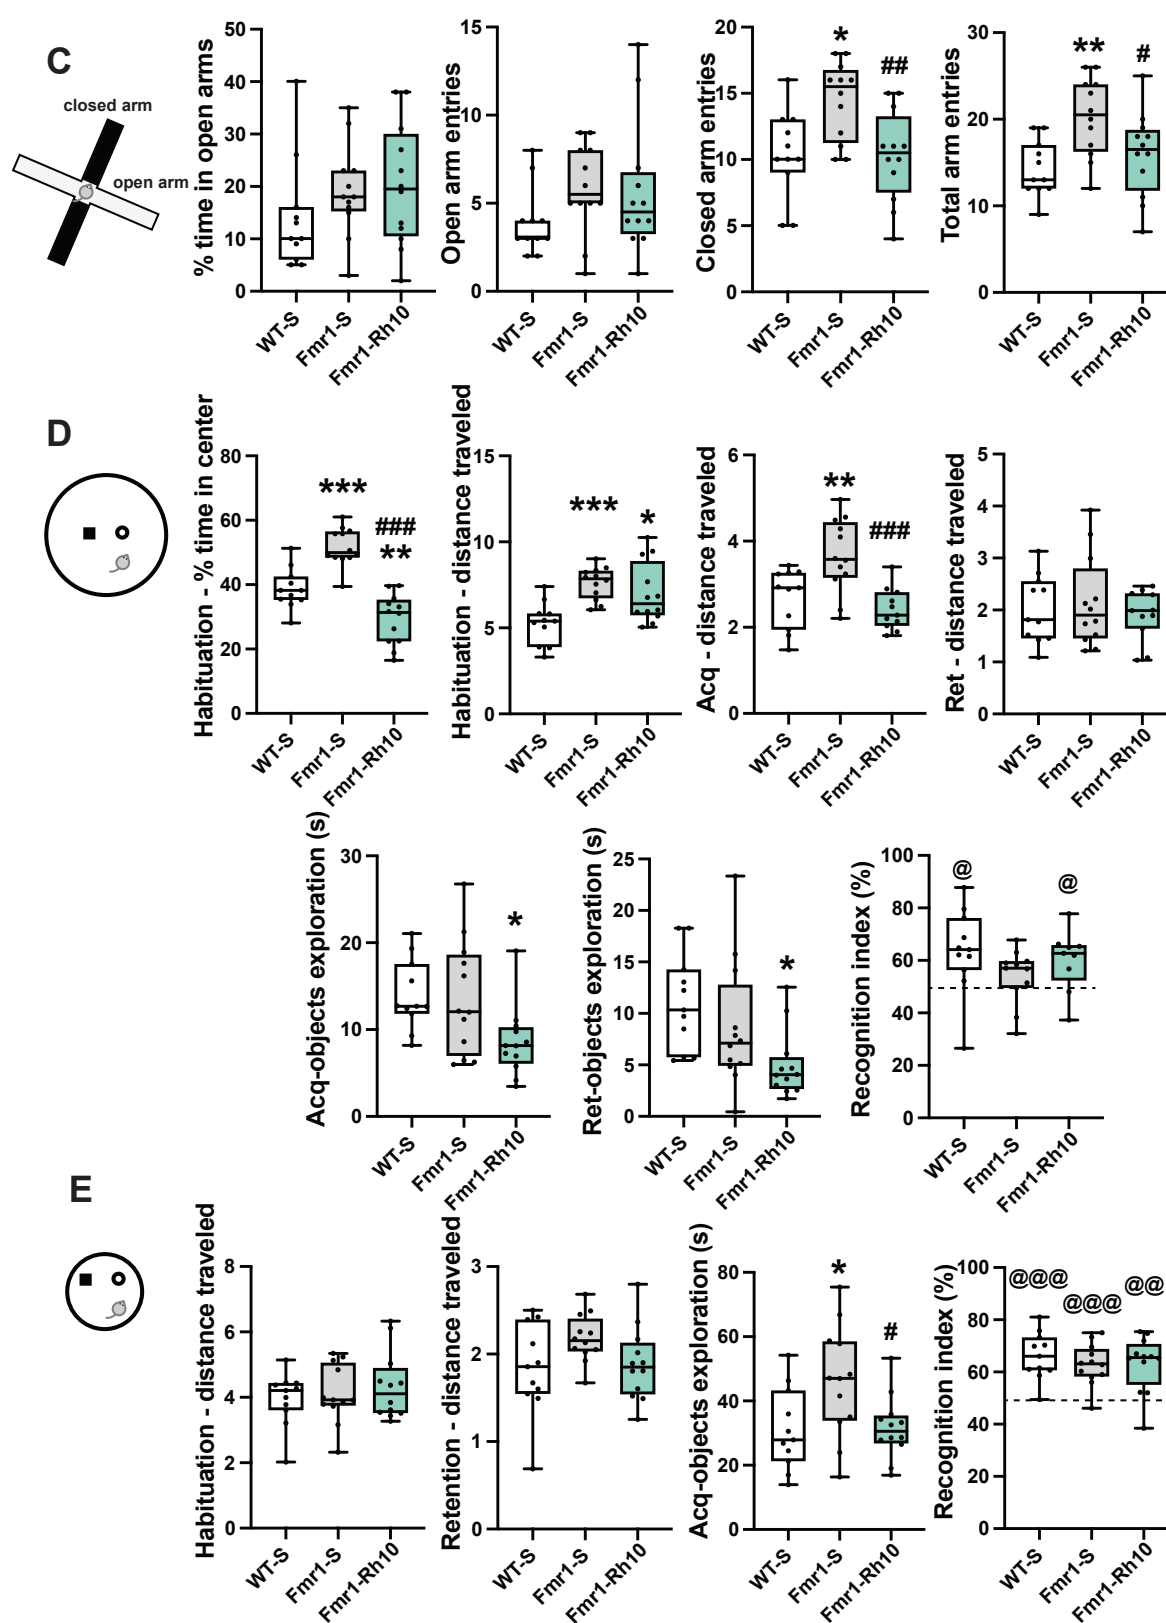 C
closed arm
open arm
% time in open arms
50
40
30
20
10
0
WT-S
Fmr1-S
Fmr1-Rh10
Open arm entries
15
10
5
0
WT-S
Fmr1-S
Fmr1-Rh10
Closed arm entries
20
15
10
5
0
*
##
WT-S
Fmr1-S
Fmr1-Rh10
Total arm entries
30
20
10
0
**
#
WT-S
Fmr1-S
Fmr1-Rh10
D
Habituation - % time in center
80
60
40
20
0
***
###
**
WT-S
Fmr1-S
Fmr1-Rh10
Habituation - distance traveled
15
10
5
0
***
*
WT-S
Fmr1-S
Fmr1-Rh10
Acq - distance traveled
6
4
2
0
**
###
WT-S
Fmr1-S
Fmr1-Rh10
Ret - distance traveled
5
4
3
2
1
0
WT-S
Fmr1-S
Fmr1-Rh10
Acq-objects exploration (s)
30
20
10
0
*
WT-S
Fmr1-S
Fmr1-Rh10
Ret-objects exploration (s)
25
20
15
10
5
0
*
WT-S
Fmr1-S
Fmr1-Rh10
Recognition index (%)
100
80
60
40
20
0
@
@
WT-S
Fmr1-S
Fmr1-Rh10
E
Habituation - distance traveled
8
6
4
2
0
WT-S
Fmr1-S
Fmr1-Rh10
Retention - distance traveled
3
2
1
0
WT-S
Fmr1-S
Fmr1-Rh10
Acq-objects exploration (s)
80
60
40
20
0
*
#
WT-S
Fmr1-S
Fmr1-Rh10
Recognition index (%)
100
80
60
40
20
0
@@@
@@@
@@
WT-S
Fmr1-S
Fmr1-Rh10